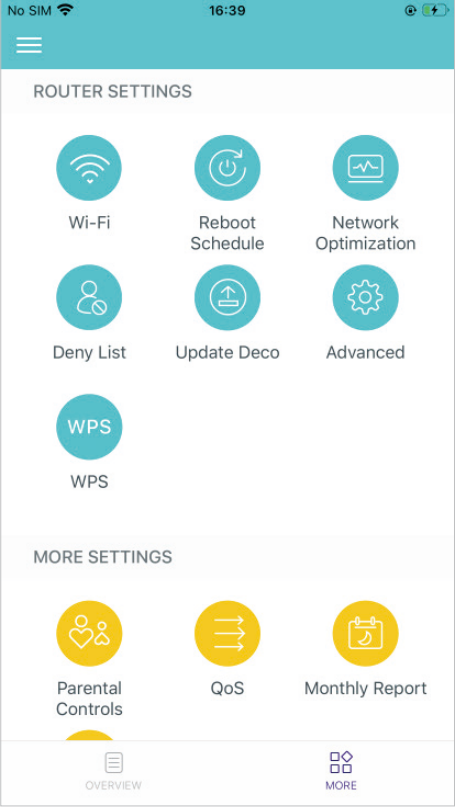 No SIM 16:39
ROUTER SETTINGS
Wi-Fi Reboot Schedule Network Optimization
Deny List Update Deco Advanced
WPS
WPS
MORE SETTINGS
Parental Controls QoS Monthly Report
OVERVIEW MORE